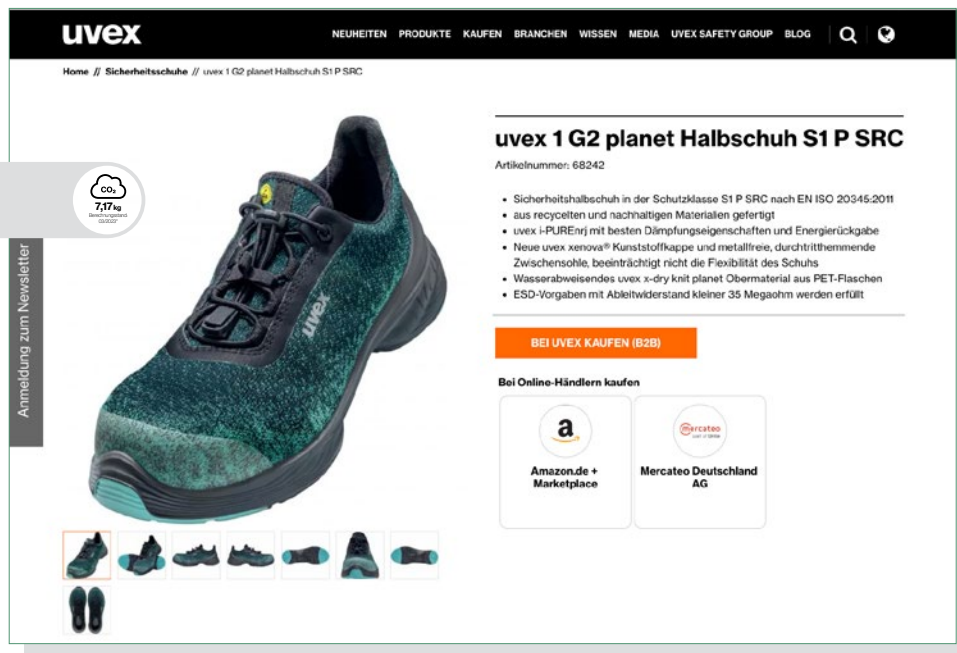 uvex
NEUHEITEN PRODUKTE KAUFEN BRANCHEN WISSEN MEDIA UVEX SAFETY GROUP BLOG
Home // Sicherheitsschuhe // uvex 1 G2 planet Halbschuh S1 P SRC
CO₂
7,17 kg
Berechnungsstand:
03/2023*
Anmeldung zum Newsletter
uvex
uvex 1 G2 planet Halbschuh S1 P SRC
Artikelnummer: 68242
• Sicherheitshalbschuh in der Schutzklasse S1 P SRC nach EN ISO 20345:2011
• aus recycelten und nachhaltigen Materialien gefertigt
• uvex i-PUREnrj mit besten Dämpfungseigenschaften und Energierückgabe
• Neue uvex xenova® Kunststoffkappe und metallfreie, durchtritthemmende
Zwischensohle, beeinträchtigt nicht die Flexibilität des Schuhs
• Wasserabweisendes uvex x-dry knit planet Obermaterial aus PET-Flaschen
• ESD-Vorgaben mit Ableitwiderstand kleiner 35 Megaohm werden erfüllt
BEI UVEX KAUFEN (B2B)
Bei Online-Händlern kaufen
a
Amazon.de +
Marketplace
mercateo
Mercateo Deutschland
AG